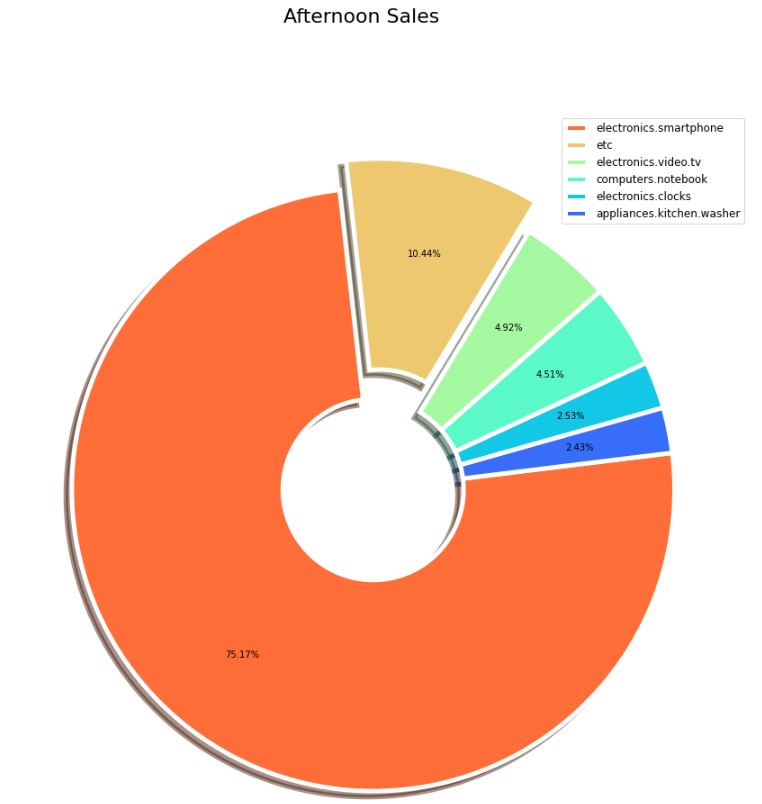 Afternoon Sales
electronics.smartphone
etc
electronics.video.tv
computers.notebook
electronics.clocks
appliances.kitchen.washer
10.44%
4.92%
4.51%
2.53%
2.43%
75.17%